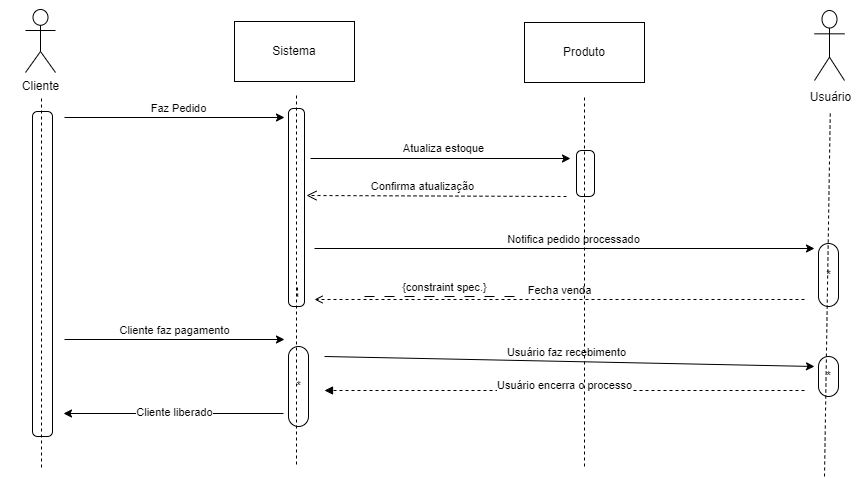 Cliente
Sistema
Produto
Usuário
Faz Pedido
Atualiza estoque
Confirma atualização
Notifica pedido processado
{constraint spec.}
Fecha venda
Cliente faz pagamento
Usuário faz recebimento
Usuário encerra o processo
Cliente liberado